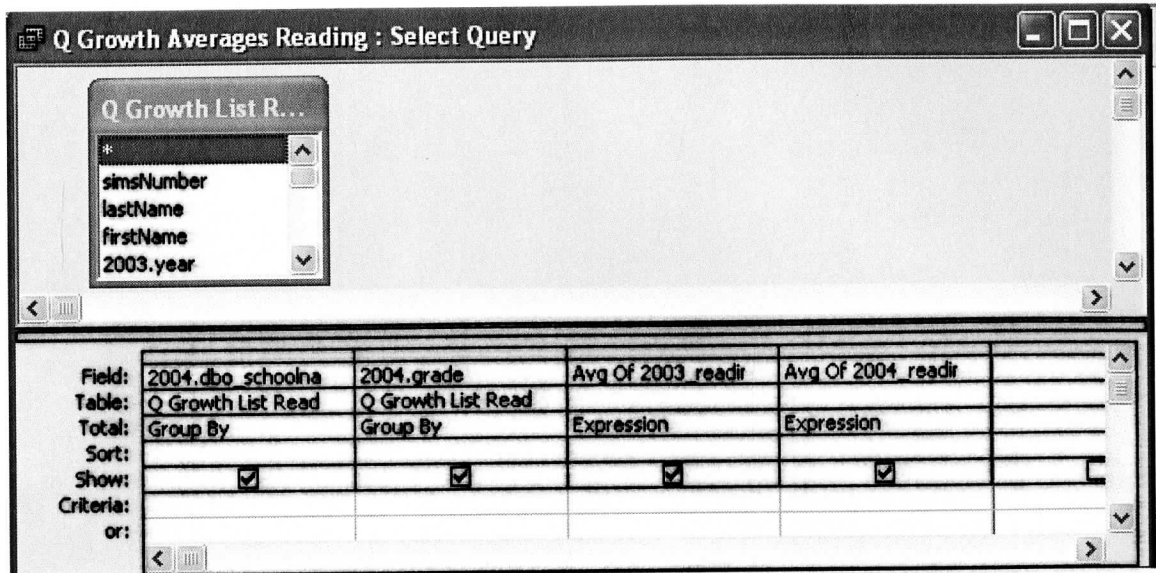 Q Growth Averages Reading : Select Query
Q Growth List R...
*
simsNumber
lastName
firstName
2003.year
Field: 2004.dbo_schoolna 2004.grade Avg Of 2003_readir Avg Of 2004_readir
Table: Q Growth List Read Q Growth List Read
Total: Group By Group By Expression Expression
Sort:
Show:
Criteria:
or: